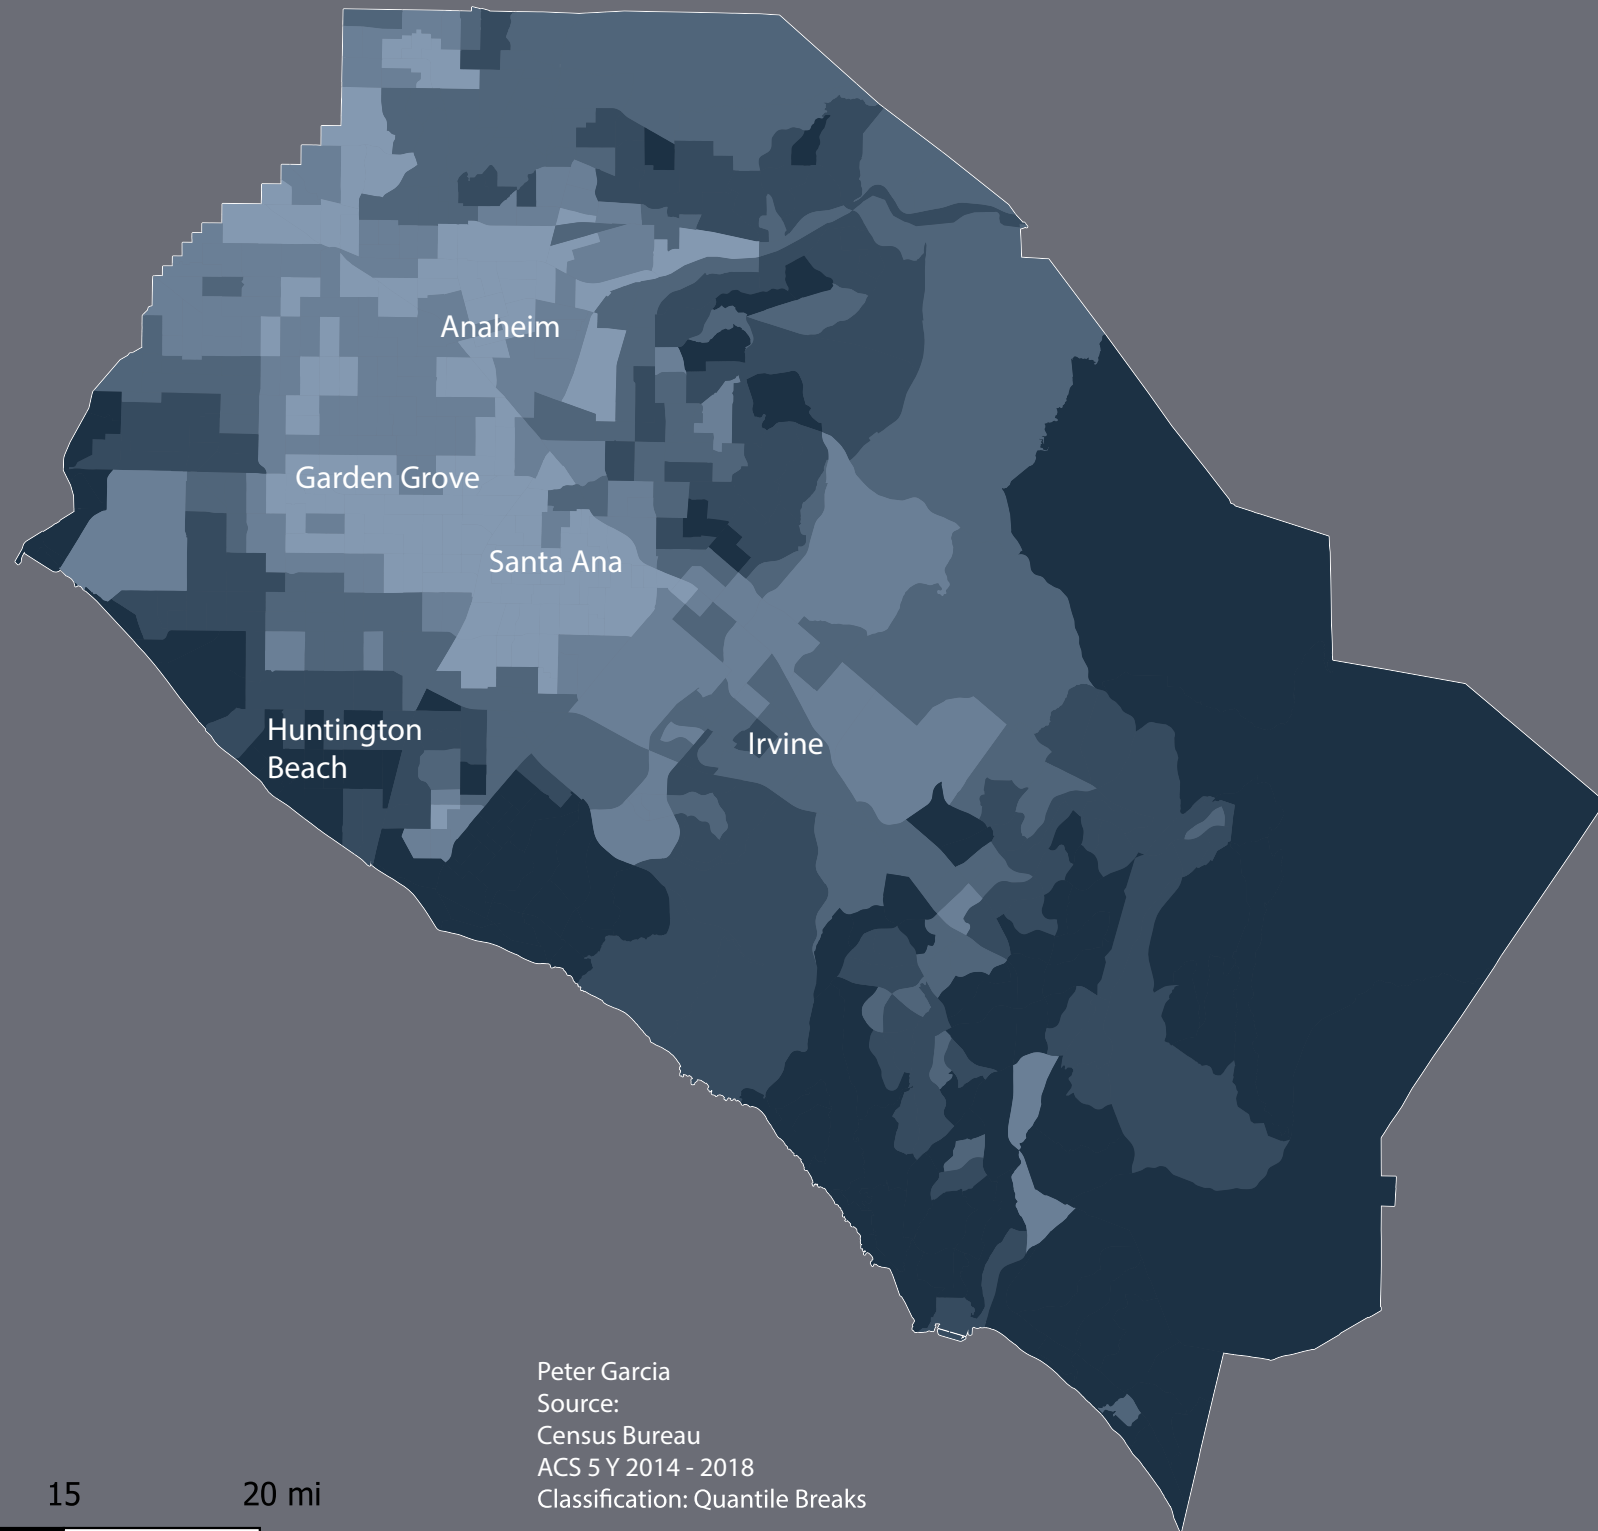 Anaheim
Garden Grove
Santa Ana
Huntington
Beach
Irvine
Peter Garcia
Source:
Census Bureau
ACS 5 Y 2014 - 2018
Classification: Quantile Breaks
15 20 mi